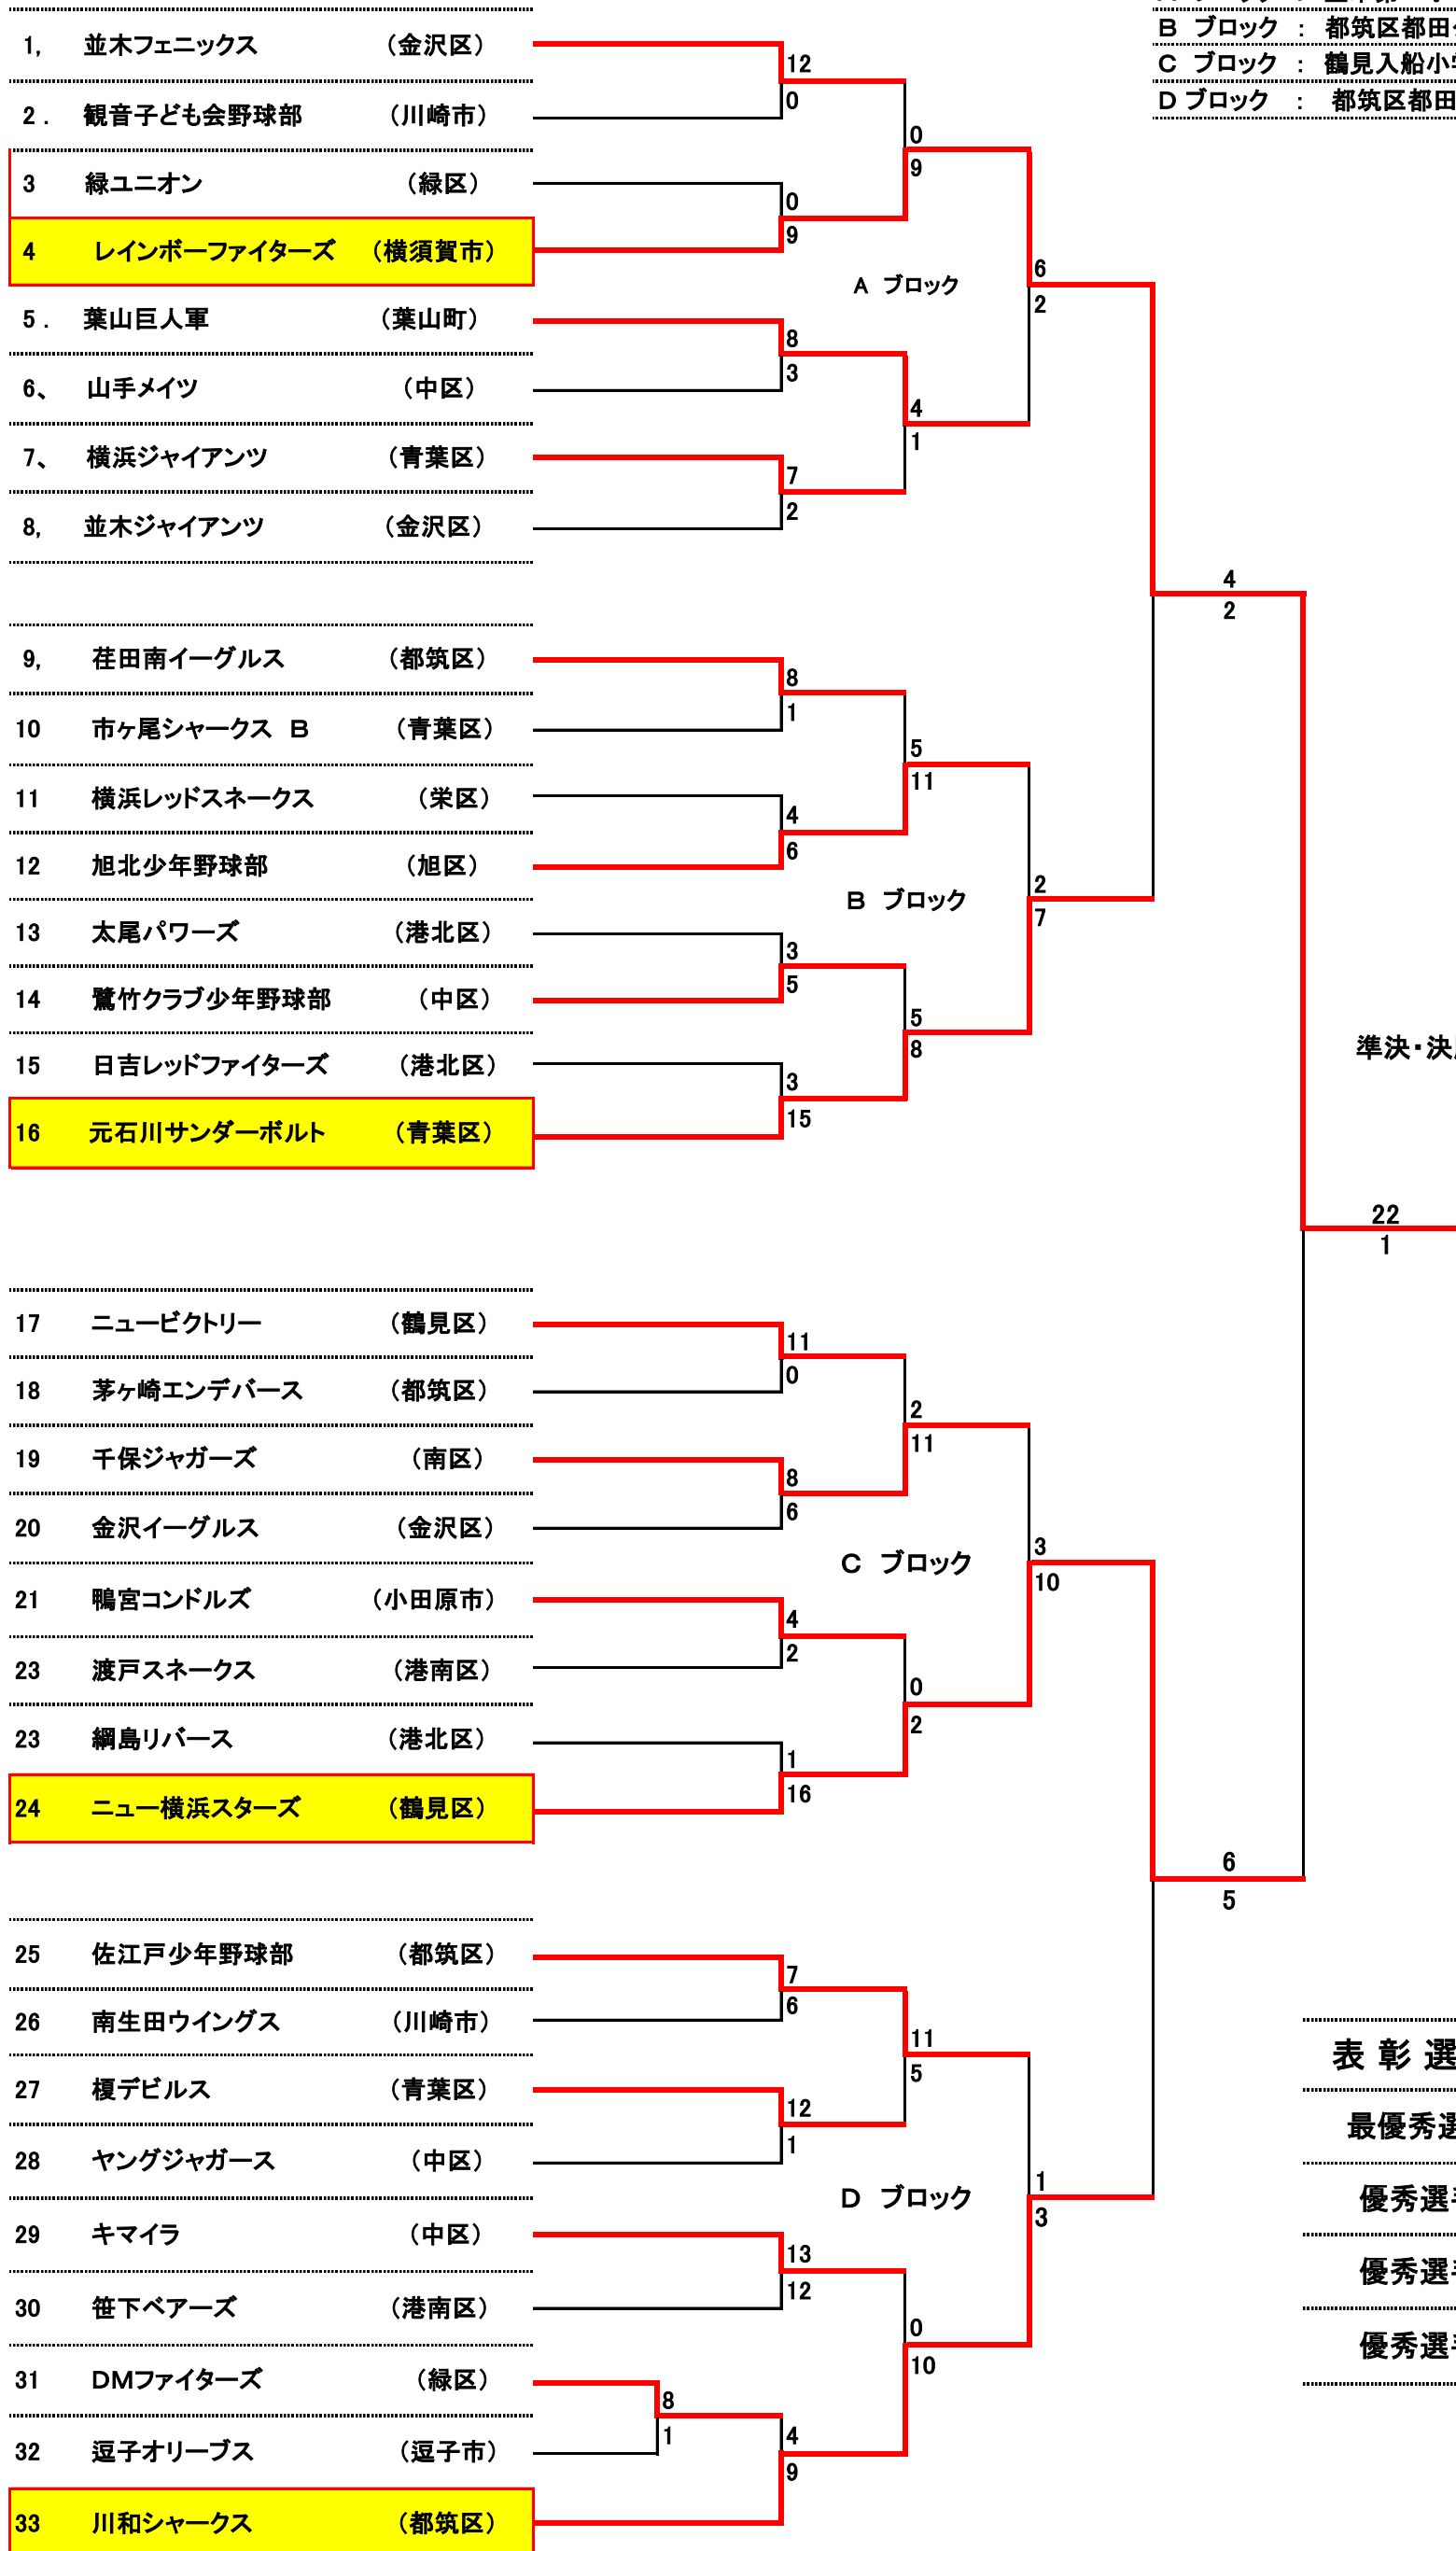 B ブロック : 都筑区都田
1, 並木フェニックス (金沢区)
C ブロック : 鶴見入船小
D ブロック : 都筑区都田
12
0
2 . 観音子ども会野球部 (川崎市)
0
9
3 緑ユニオン (緑区)
0
9
4 レインボーファイターズ (横須賀市)
A ブロック
6
2
5 . 葉山巨人軍 (葉山町)
8
3
6、 山手メイツ (中区)
4
1
7、 横浜ジャイアンツ (青葉区)
7
2
8, 並木ジャイアンツ (金沢区)
4
2
9, 荏田南イーグルス (都筑区)
8
1
10 市ヶ尾シャークス B (青葉区)
5
11
11 横浜レッドスネークス (栄区)
4
6
12 旭北少年野球部 (旭区)
B ブロック
2
7
13 太尾パワーズ (港北区)
3
5
14 鷺竹クラブ少年野球部 (中区)
5
8
準決・決
15 日吉レッドファイターズ (港北区)
3
15
16 元石川サンダーボルト (青葉区)
22
1
17 ニュービクトリー (鶴見区)
11
0
18 茅ヶ崎エンデバース (都筑区)
2
11
19 千保ジャガーズ (南区)
8
6
20 金沢イーグルス (金沢区)
C ブロック
3
10
21 鴨宮コンドルズ (小田原市)
4
2
23 渡戸スネークス (港南区)
0
2
23 綱島リバース (港北区)
1
16
24 ニュー横浜スターズ (鶴見区)
6
5
25 佐江戸少年野球部 (都筑区)
7
6
26 南生田ウイングス (川崎市)
11
5
表 彰 選
27 榎デビルス (青葉区)
12
1
最優秀選
28 ヤングジャガース (中区)
D ブロック
1
3
優秀選
29 キマイラ (中区)
13
12
優秀選
30 笹下ベアーズ (港南区)
0
10
優秀選
31 DMファイターズ (緑区)
8
1
32 逗子オリーブス (逗子市)
4
9
33 川和シャークス (都筑区)